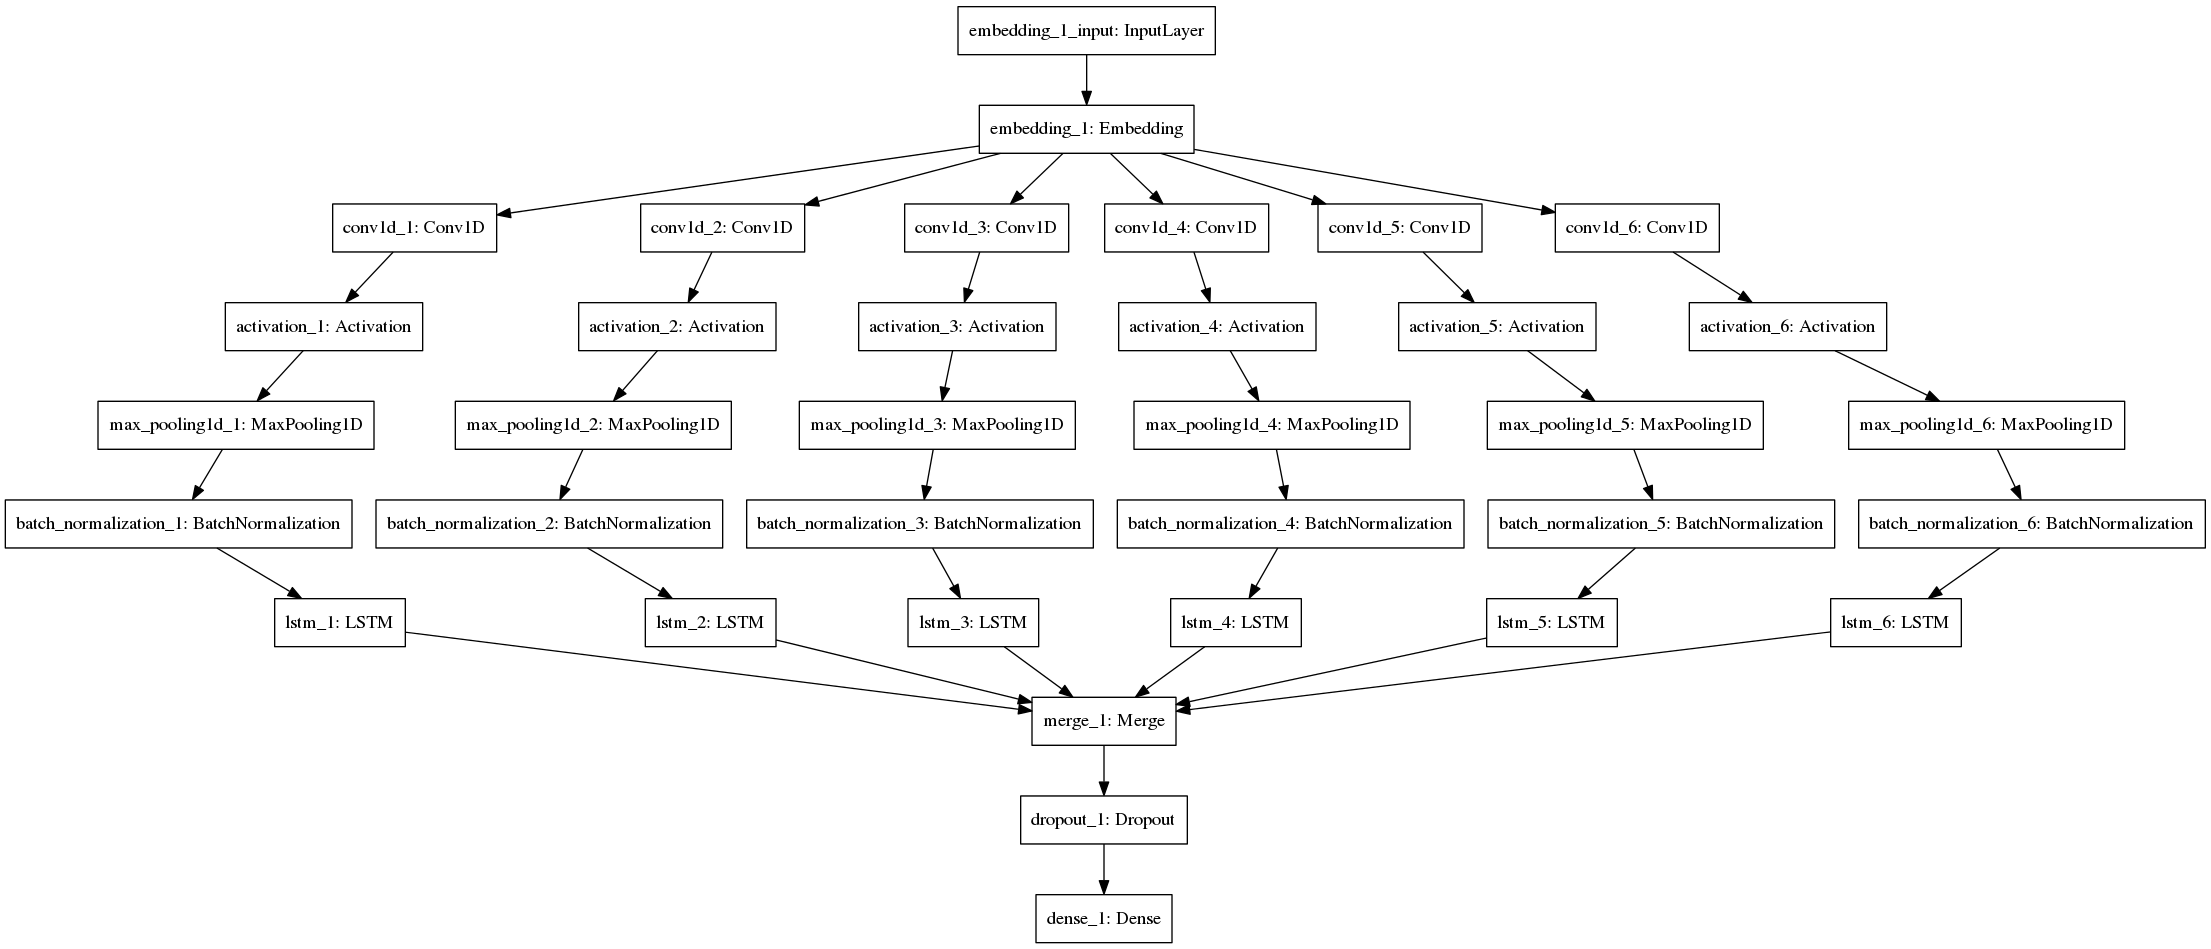 embedding_1_input: InputLayer
embedding_1: Embedding
conv1d_1: Conv1D
conv1d_2: Conv1D
conv1d_3: Conv1D
conv1d_4: Conv1D
conv1d_5: Conv1D
conv1d_6: Conv1D
activation_1: Activation
activation_2: Activation
activation_3: Activation
activation_4: Activation
activation_5: Activation
activation_6: Activation
max_pooling1d_1: MaxPooling1D
max_pooling1d_2: MaxPooling1D
max_pooling1d_3: MaxPooling1D
max_pooling1d_4: MaxPooling1D
max_pooling1d_5: MaxPooling1D
max_pooling1d_6: MaxPooling1D
batch_normalization_1: BatchNormalization
batch_normalization_2: BatchNormalization
batch_normalization_3: BatchNormalization
batch_normalization_4: BatchNormalization
batch_normalization_5: BatchNormalization
batch_normalization_6: BatchNormalization
lstm_1: LSTM
lstm_2: LSTM
lstm_3: LSTM
lstm_4: LSTM
lstm_5: LSTM
lstm_6: LSTM
merge_1: Merge
dropout_1: Dropout
dense_1: Dense